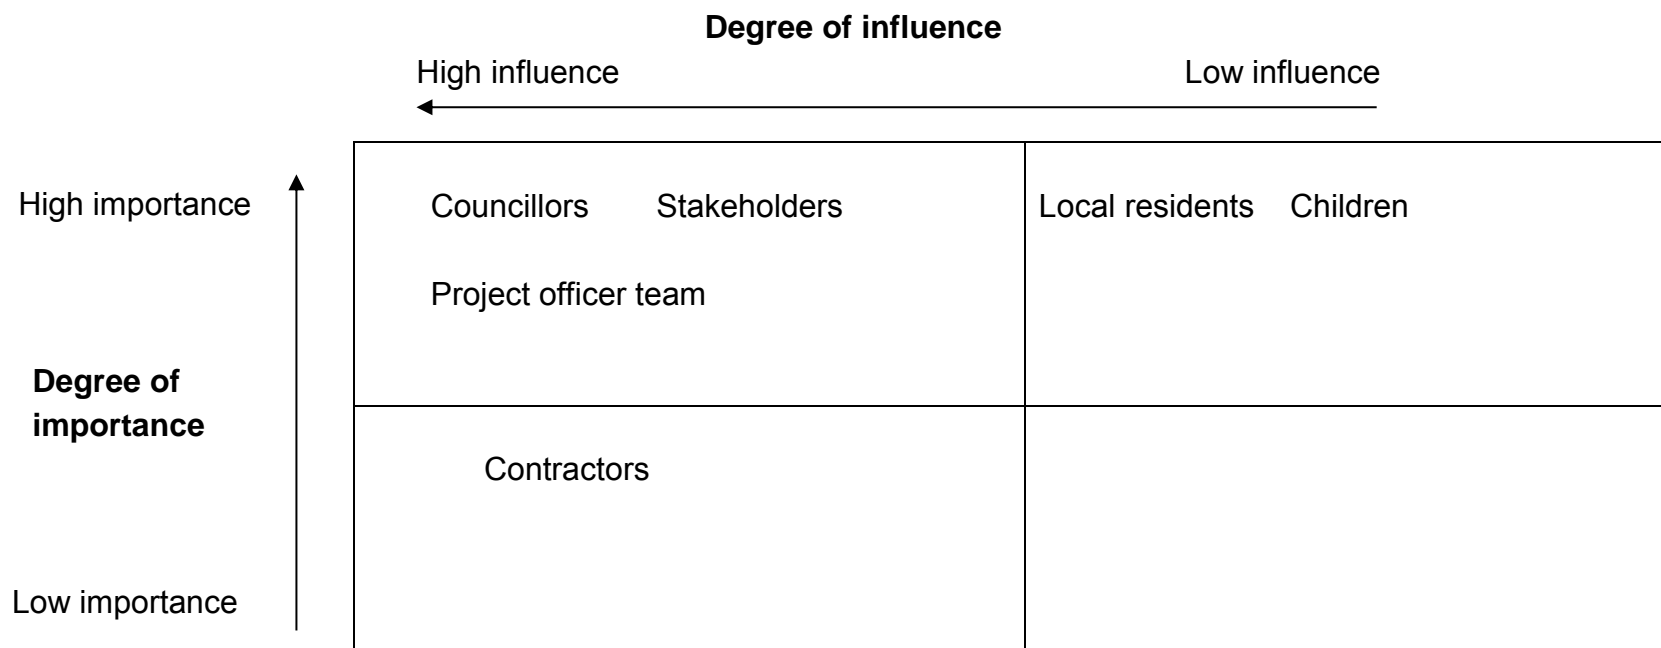 Degree of influence
High influence Low influence
High importance Councillors Stakeholders Local residents Children
Project officer team
Degree of
importance
Contractors
Low importance